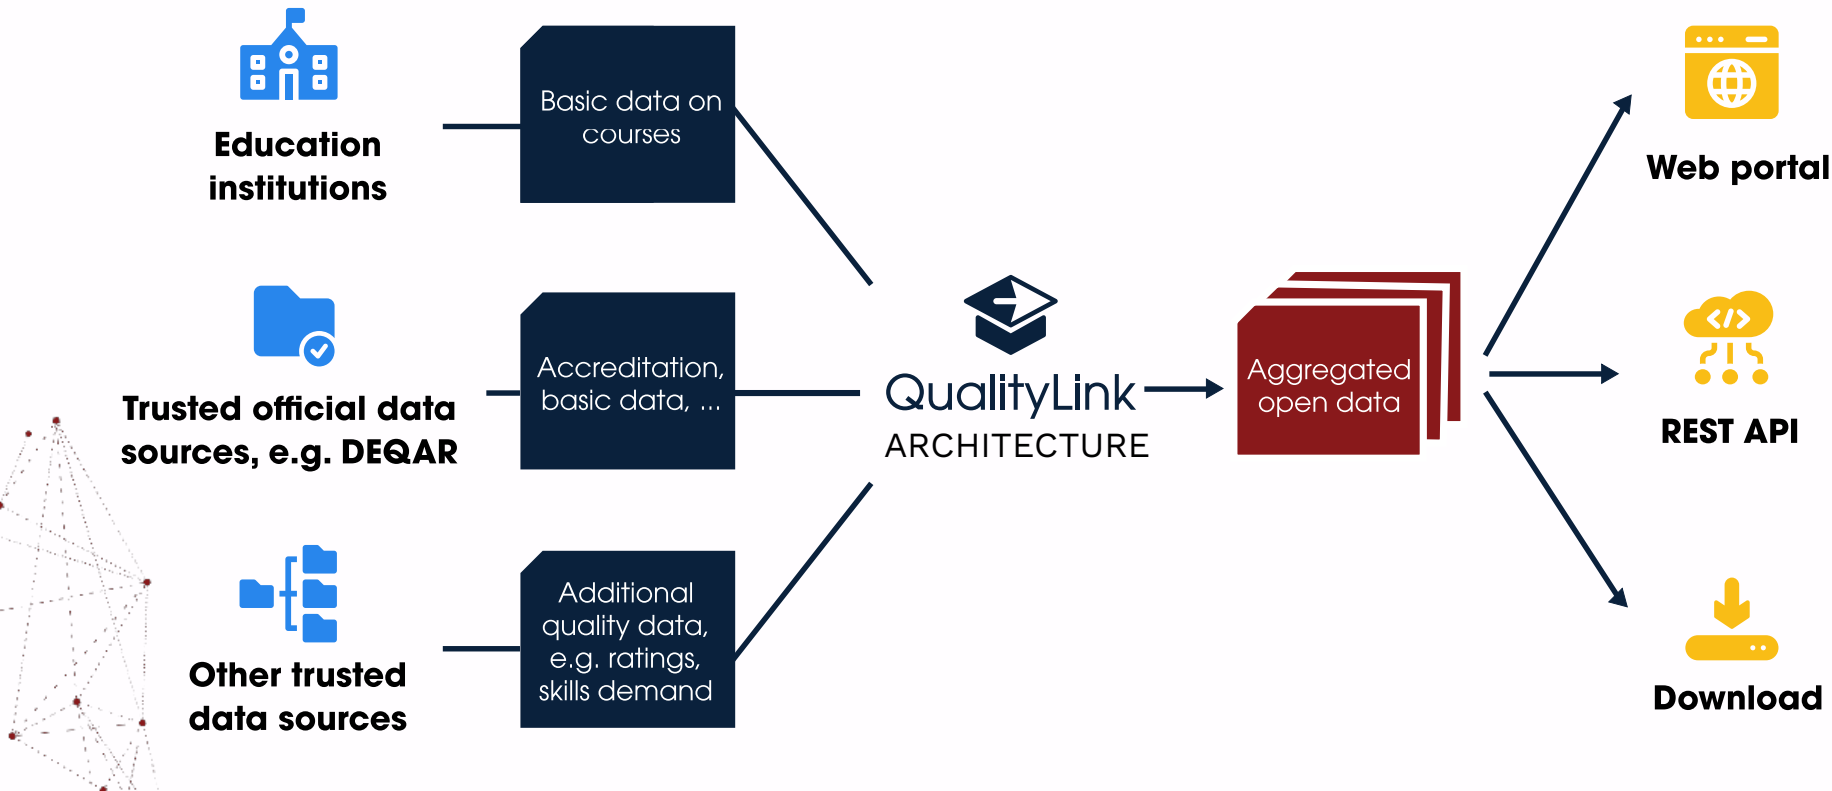 Education
institutions
Basic data on
courses
Trusted official data
sources, e.g. DEQAR
Accreditation,
basic data, ...
Other trusted
data sources
Additional
quality data,
e.g. ratings,
skills demand
QualityLink
ARCHITECTURE
Aggregated
open data
Web portal
</>
REST API
Download